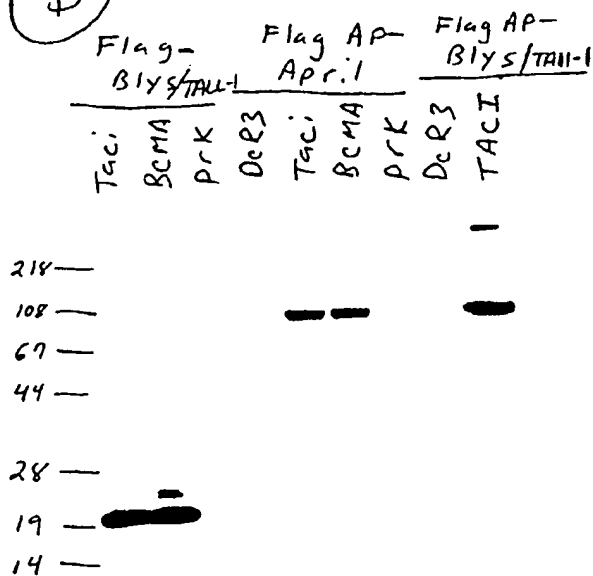 Flag-
Blys/TALL-1
Flag AP-
April
Flag AP-
Blys/TAll-1
Taci
BCMA
prK
DcR3
Taci
BCMA
prK
DcR3
TACI
218
108
67
44
28
19
14